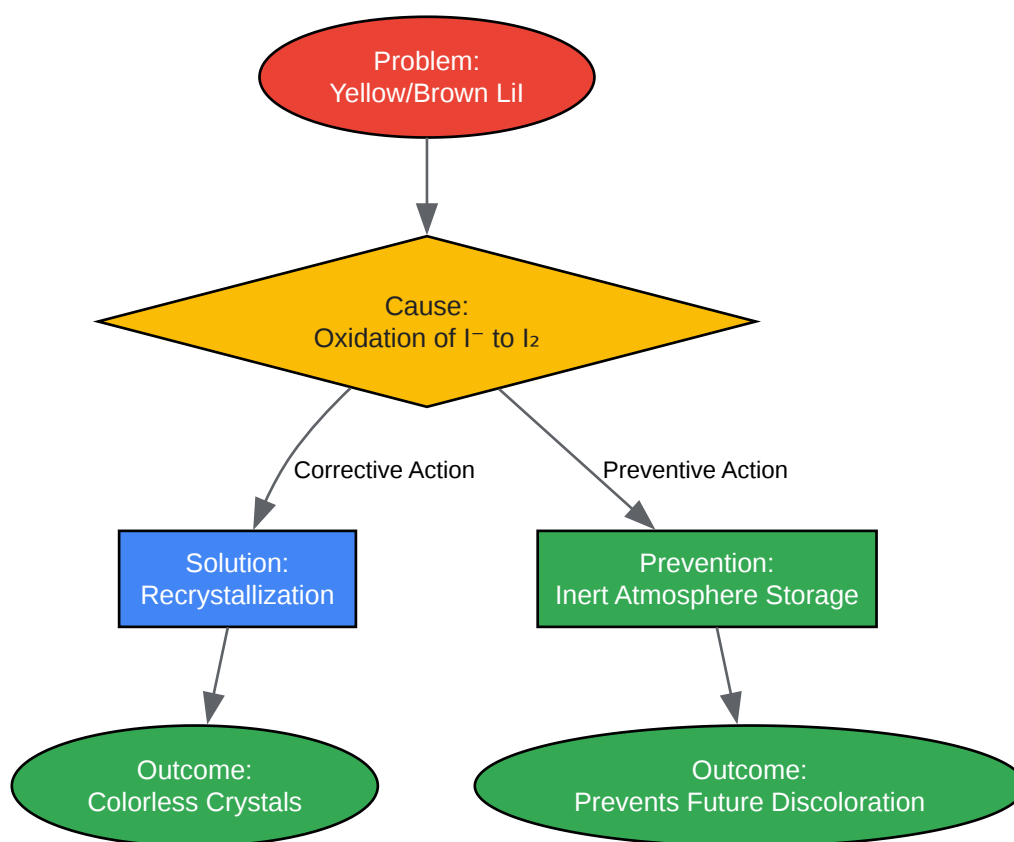 Problem:
Yellow/Brown LiI
Cause:
Oxidation of I⁻ to I₂
Corrective Action
Preventive Action
Solution:
Recrystallization
Prevention:
Inert Atmosphere Storage
Outcome:
Colorless Crystals
Outcome:
Prevents Future Discoloration